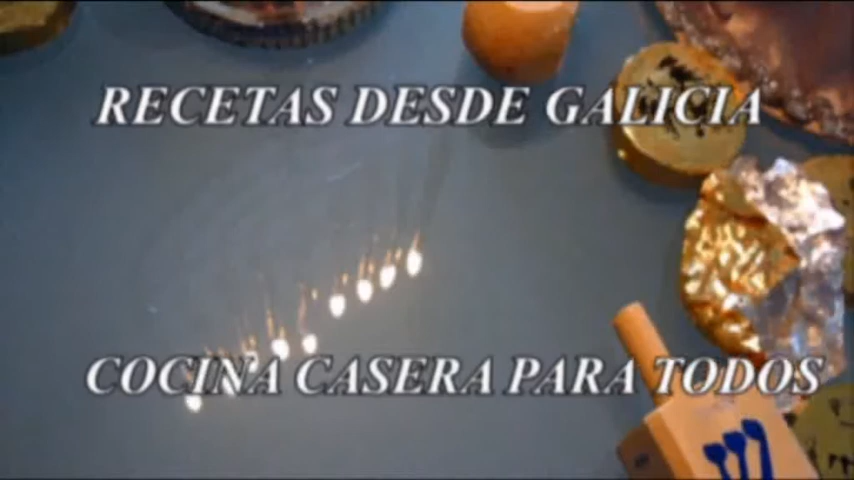 RECETAS DESDE GALICIA
COCINA CASERA PARA TODOS
ש